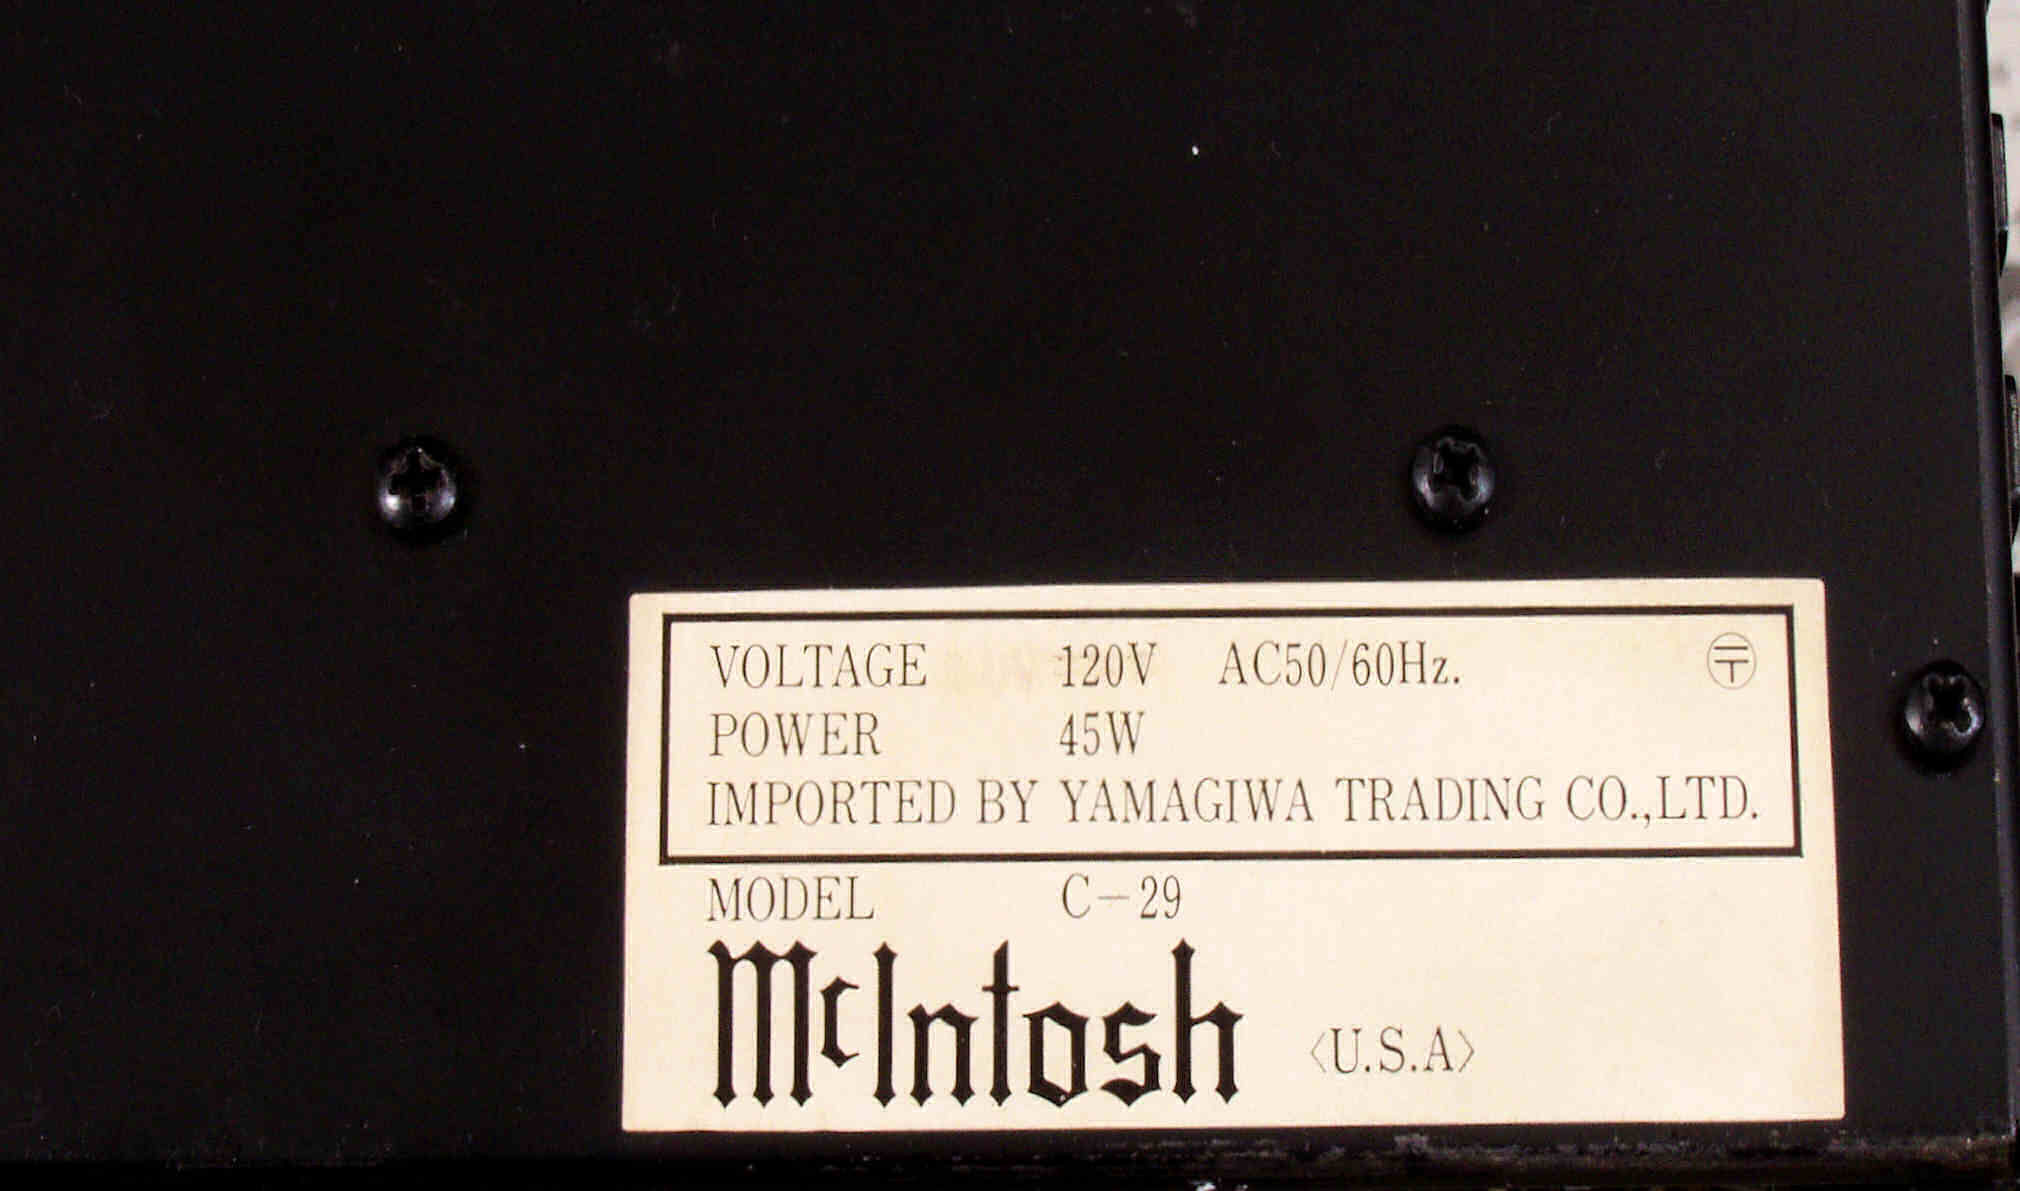 VOLTAGE 120V AC50/60Hz. 〶
POWER 45W
IMPORTED BY YAMAGIWA TRADING CO.,LTD.
MODEL C-29
McIntosh 〈U.S.A〉